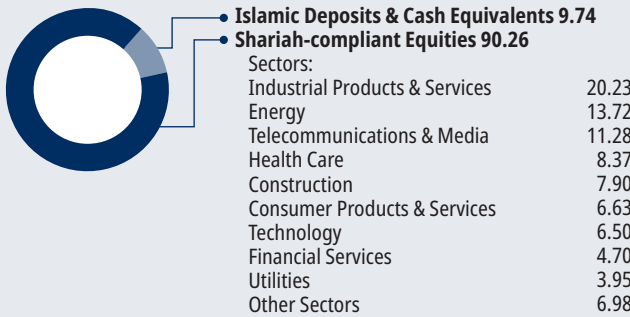 Islamic Deposits & Cash Equivalents 9.74
Shariah-compliant Equities 90.26
Sectors:
Industrial Products & Services 20.23
Energy 13.72
Telecommunications & Media 11.28
Health Care 8.37
Construction 7.90
Consumer Products & Services 6.63
Technology 6.50
Financial Services 4.70
Utilities 3.95
Other Sectors 6.98